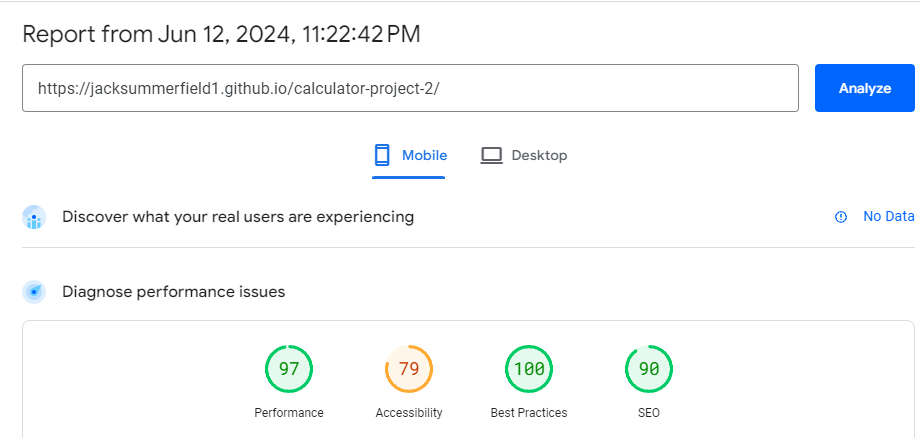 Report from Jun 12, 2024, 11:22:42 PM
https://jacksummerfield1.github.io/calculator-project-2/
Analyze
Mobile
Desktop
Discover what your real users are experiencing
No Data
Diagnose performance issues
97 79 100 90
Performance Accessibility Best Practices SEO